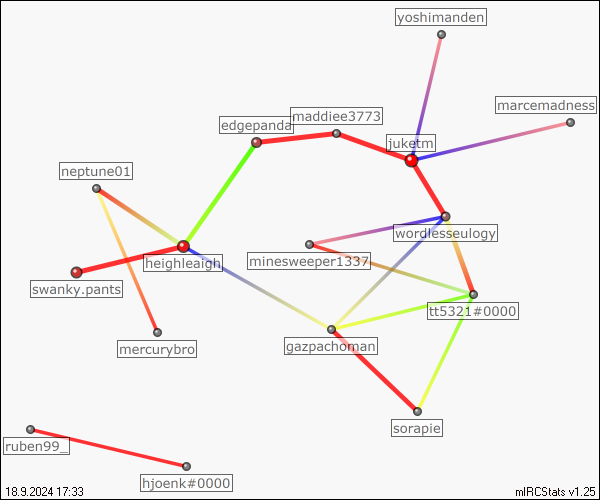 yoshimanden
marcemadness
maddiee3773
edgepanda
juketm
neptune01
wordlesseulogy
heighleaigh
minesweeper1337
swanky.pants
tt5321#0000
gazpachoman
mercurybro
sorapie
ruben99_
hjoenk#0000
18.9.2024 17:33
mIRCStats v1.25